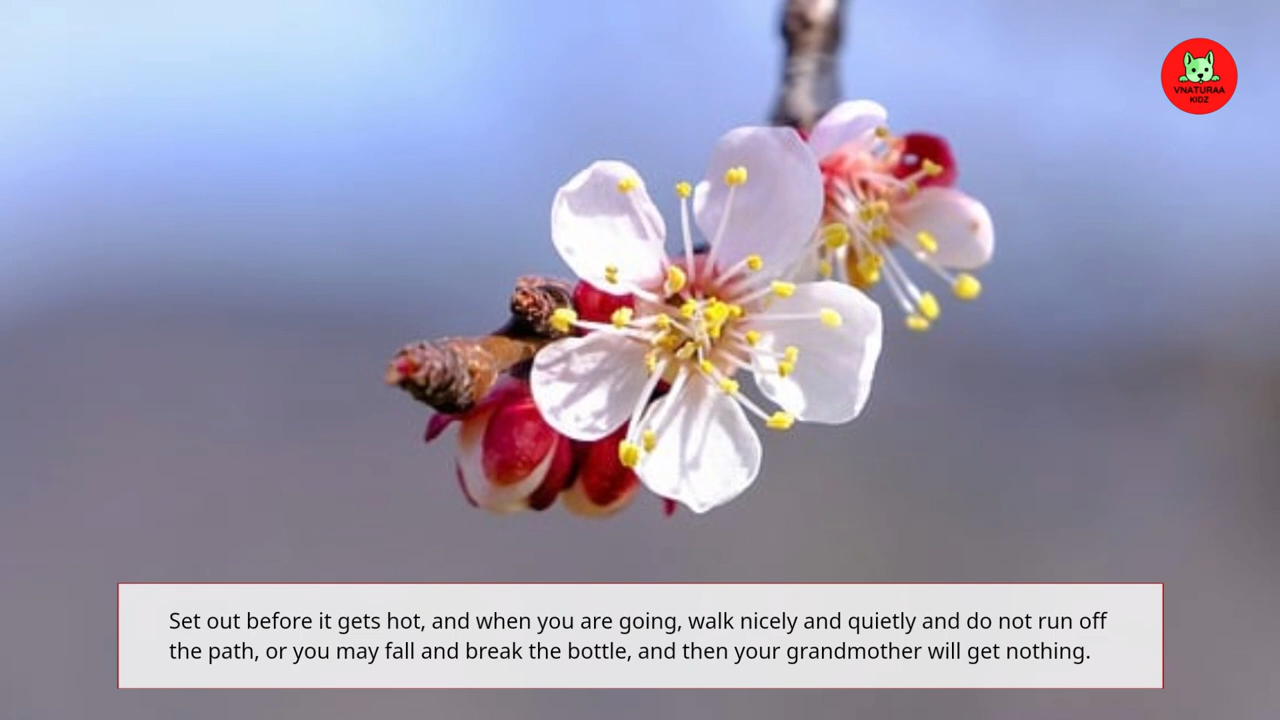 VNATURAA
KIDZ
Set out before it gets hot, and when you are going, walk nicely and quietly and do not run off
the path, or you may fall and break the bottle, and then your grandmother will get nothing.